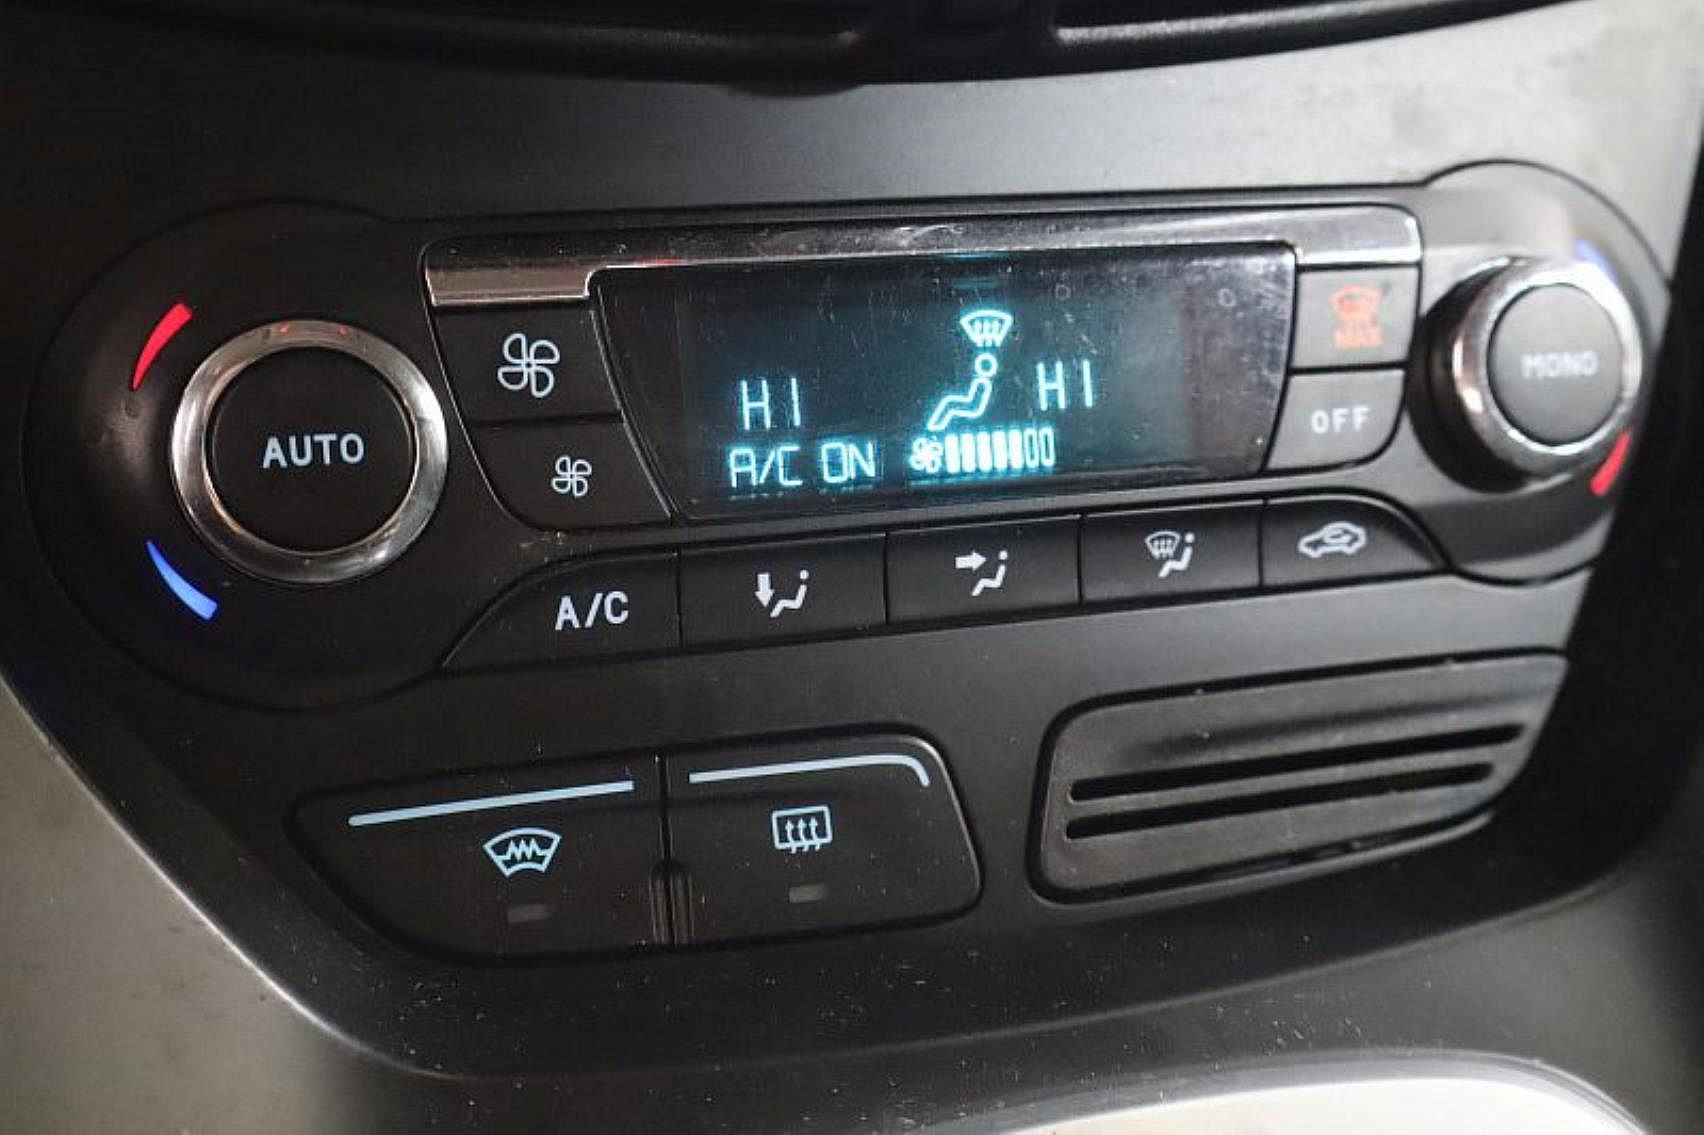 MAX
AUTO
MONO
HI HI
OFF
A/C ON
A/C